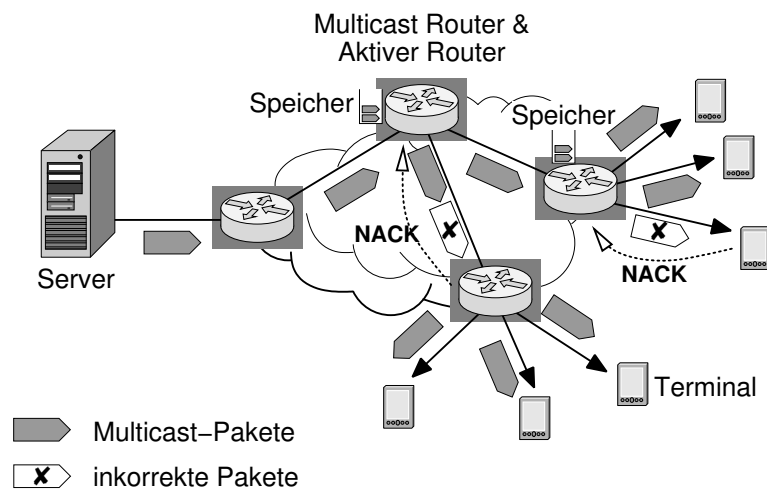 Multicast Router &
Aktiver Router
Speicher
Speicher
NACK
Server
NACK
Terminal
Multicast−Pakete
✘ inkorrekte Pakete